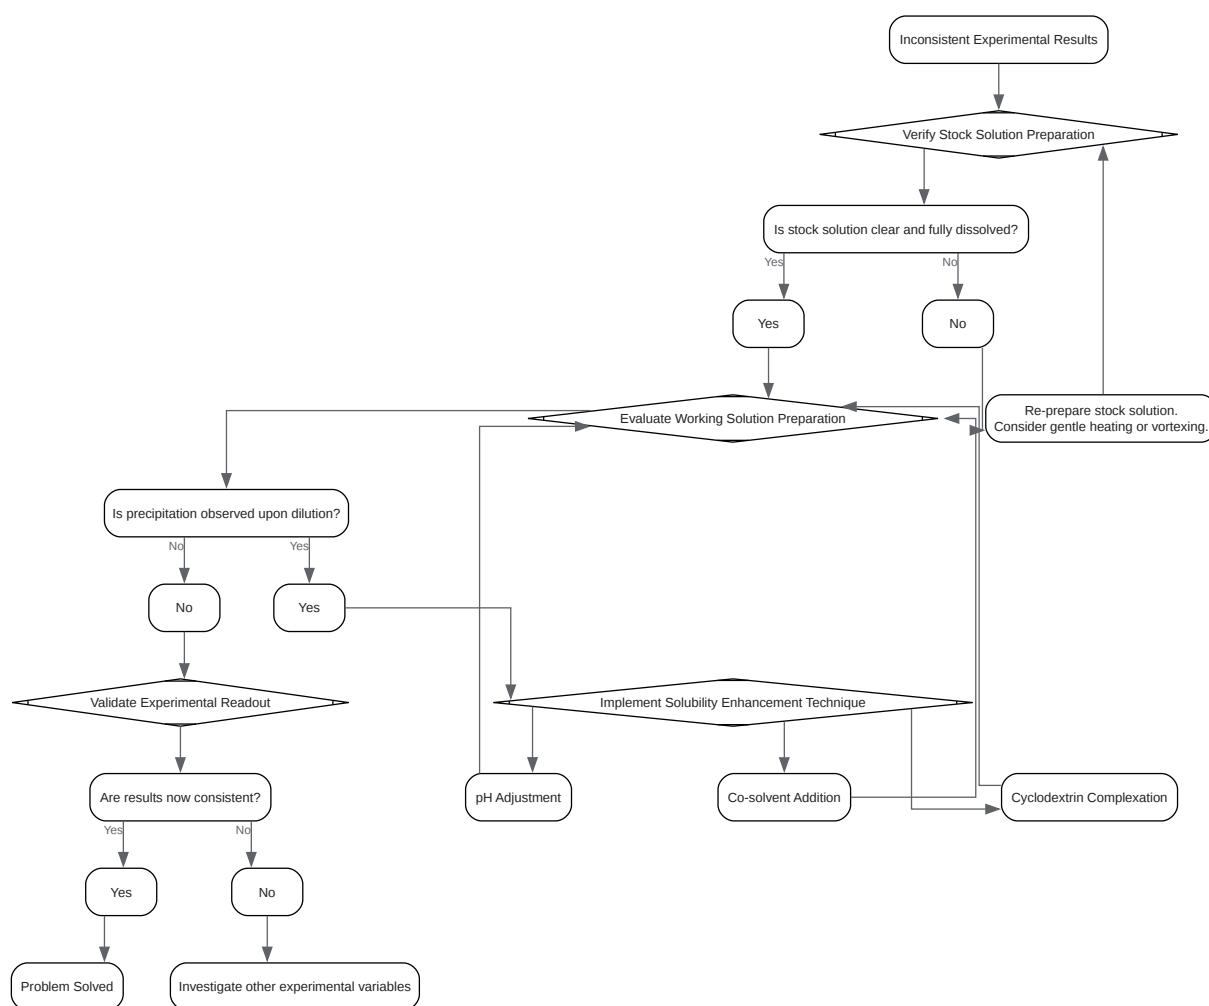 Inconsistent Experimental Results
Verify Stock Solution Preparation
Is stock solution clear and fully dissolved?
Yes
No
Yes
No
Re-prepare stock solution.
Consider gentle heating or vortexing.
Evaluate Working Solution Preparation
Is precipitation observed upon dilution?
No
Yes
No
Yes
Validate Experimental Readout
Implement Solubility Enhancement Technique
Are results now consistent?
pH Adjustment
Co-solvent Addition
Cyclodextrin Complexation
Yes
No
Yes
No
Problem Solved
Investigate other experimental variables